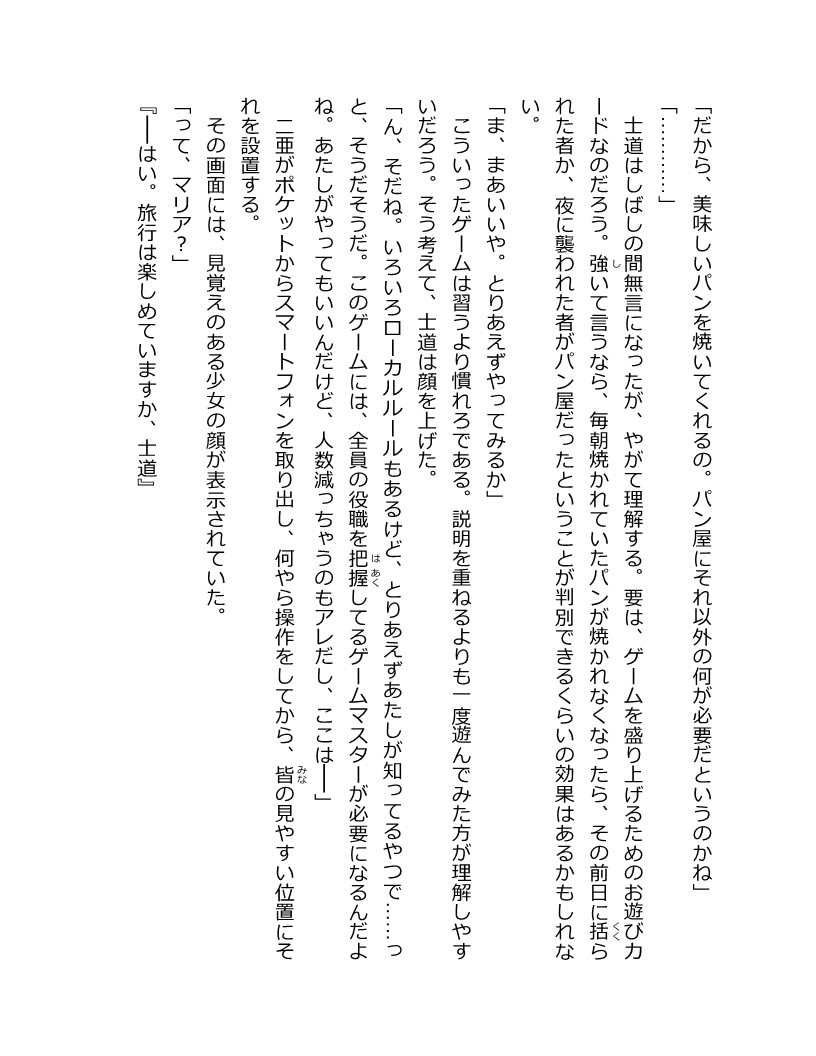 「だから、美味しいパンを焼いてくれるの。パン屋にそれ以外の何が必要だというのかね」
「…………」
　士道はしばしの間無言になったが、やがて理解する。要は、ゲームを盛り上げるためのお遊びカ
ードなのだろう。強いて言うなら、毎朝焼かれていたパンが焼かれなくなったら、その前日に括ら
れた者か、夜に襲われた者がパン屋だったということが判別できるくらいの効果はあるかもしれな
い。
「ま、まあいいや。とりあえずやってみるか」
　こういったゲームは習うより慣れろである。説明を重ねるよりも一度遊んでみた方が理解しやす
いだろう。そう考えて、士道は顔を上げた。
「ん、そだね。いろいろローカルルールもあるけど、とりあえずあたしが知ってるやつで……っ
と、そうだそうだ。このゲームには、全員の役職を把握してるゲームマスターが必要になるんだよ
ね。あたしがやってもいいんだけど、人数減っちゃうのもアレだし、ここは――」
　二亜がポケットからスマートフォンを取り出し、何やら操作をしてから、皆の見やすい位置にそ
れを設置する。
　その画面には、見覚えのある少女の顔が表示されていた。
「って、マリア？」
『――はい。旅行は楽しめていますか、士道』